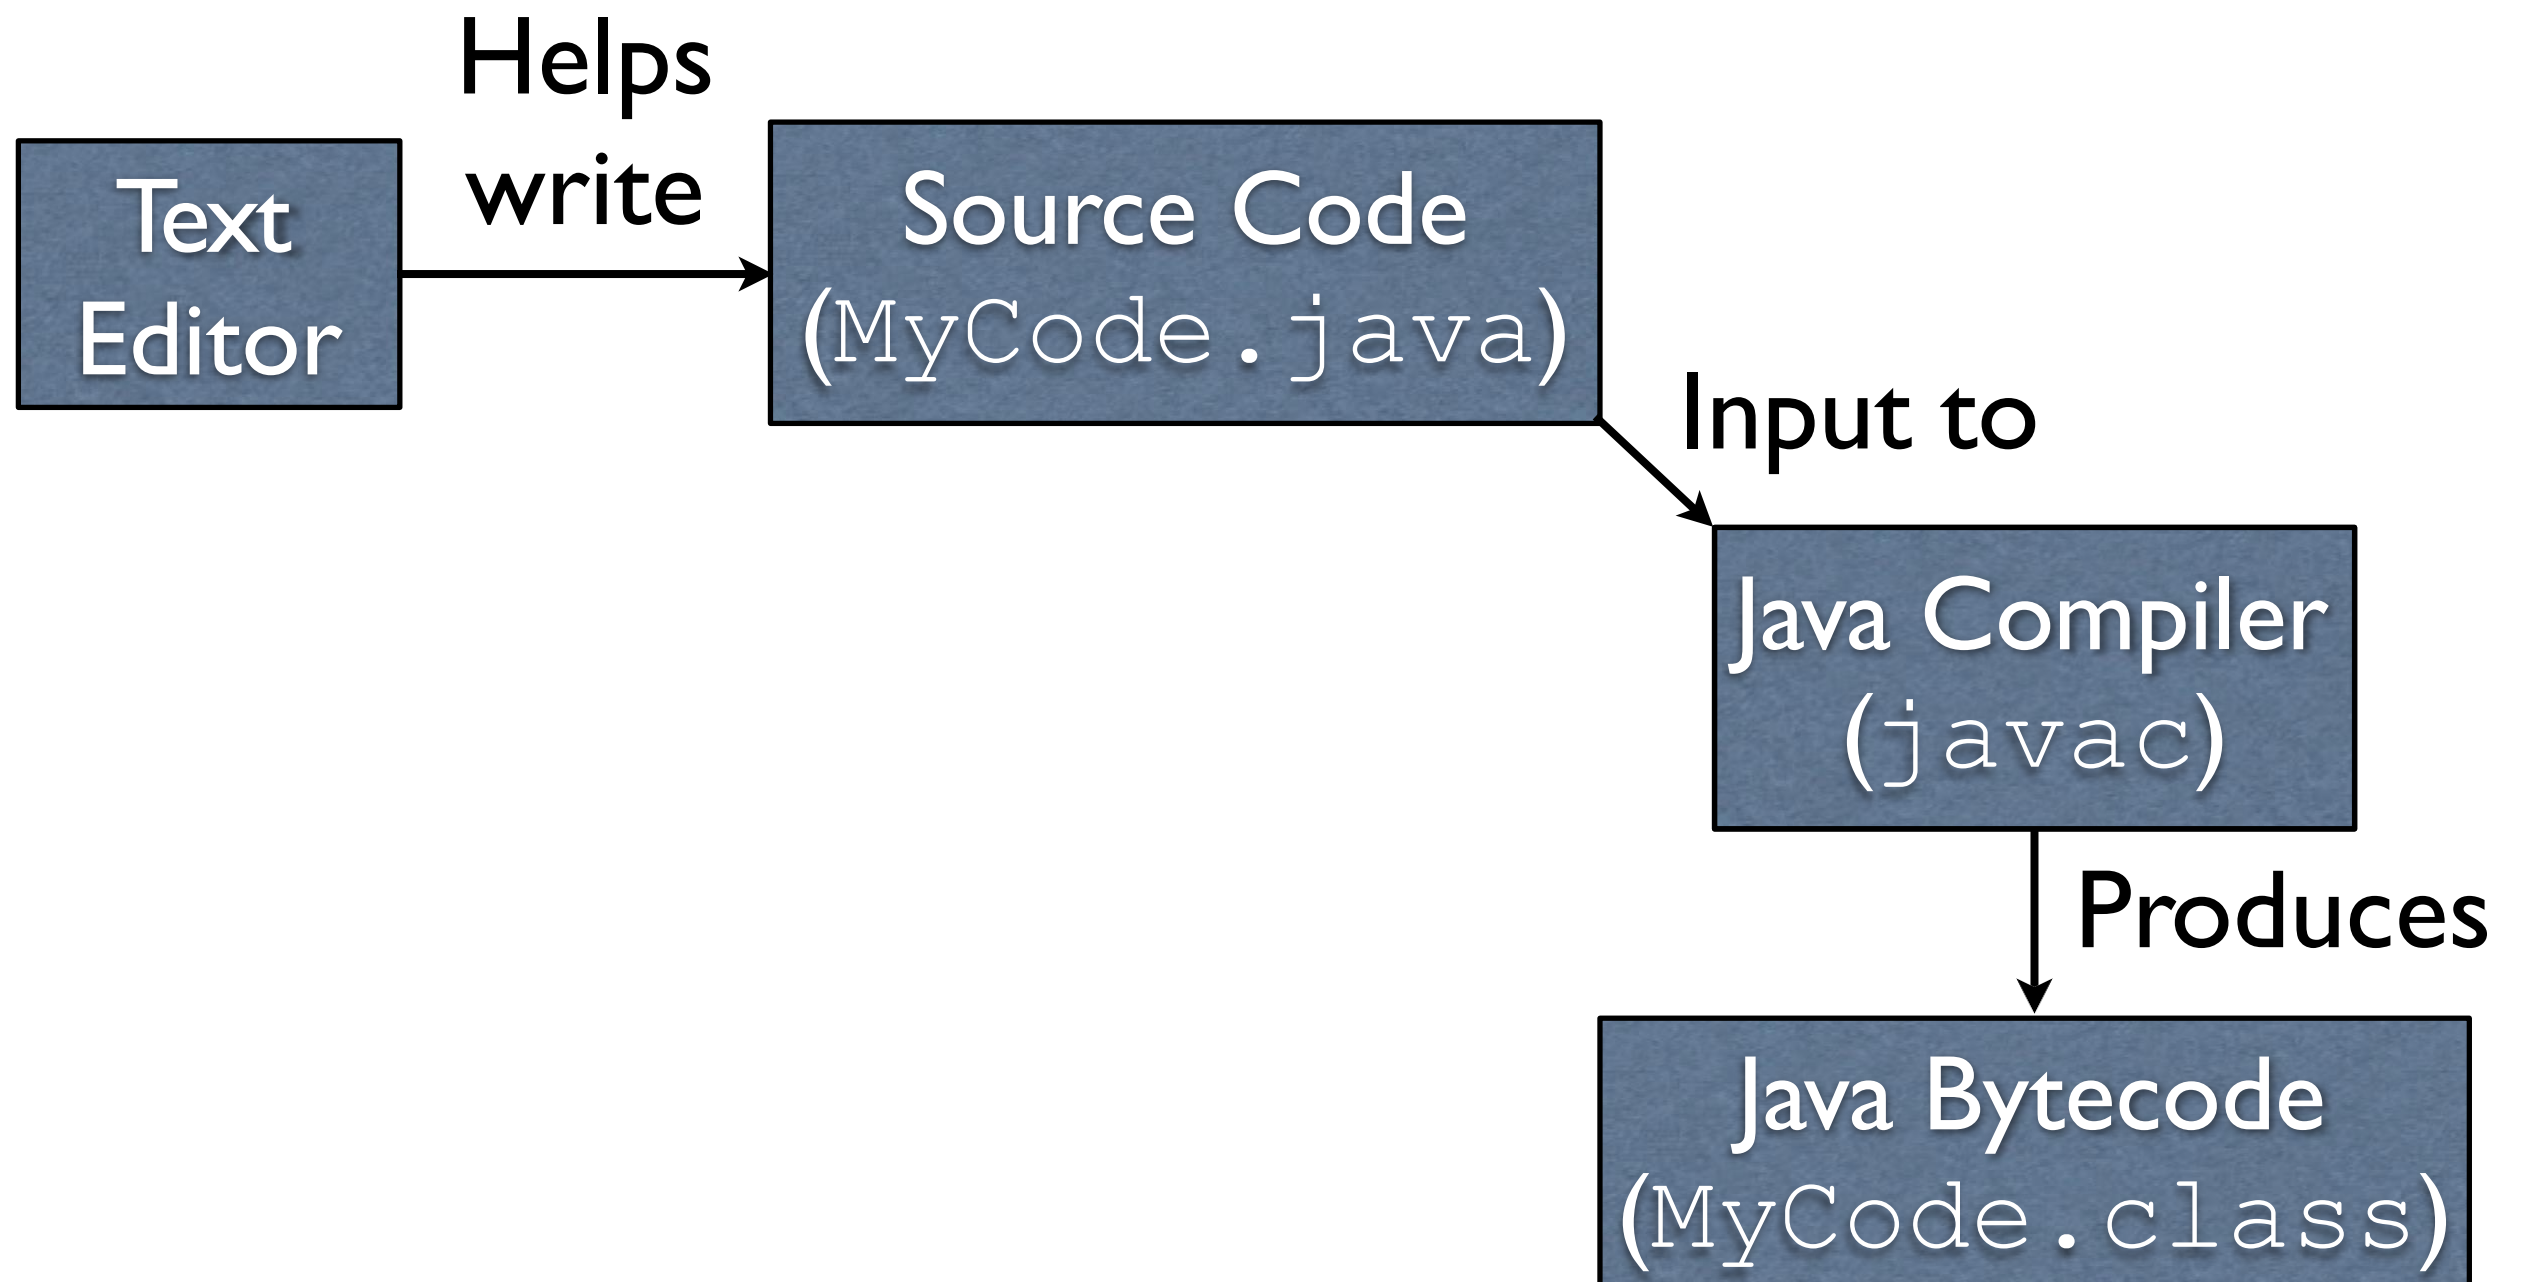 Helps
write
Text
Editor
Source Code
(MyCode.java)
Input to
Java Compiler
(javac)
Produces
Java Bytecode
(MyCode.class)